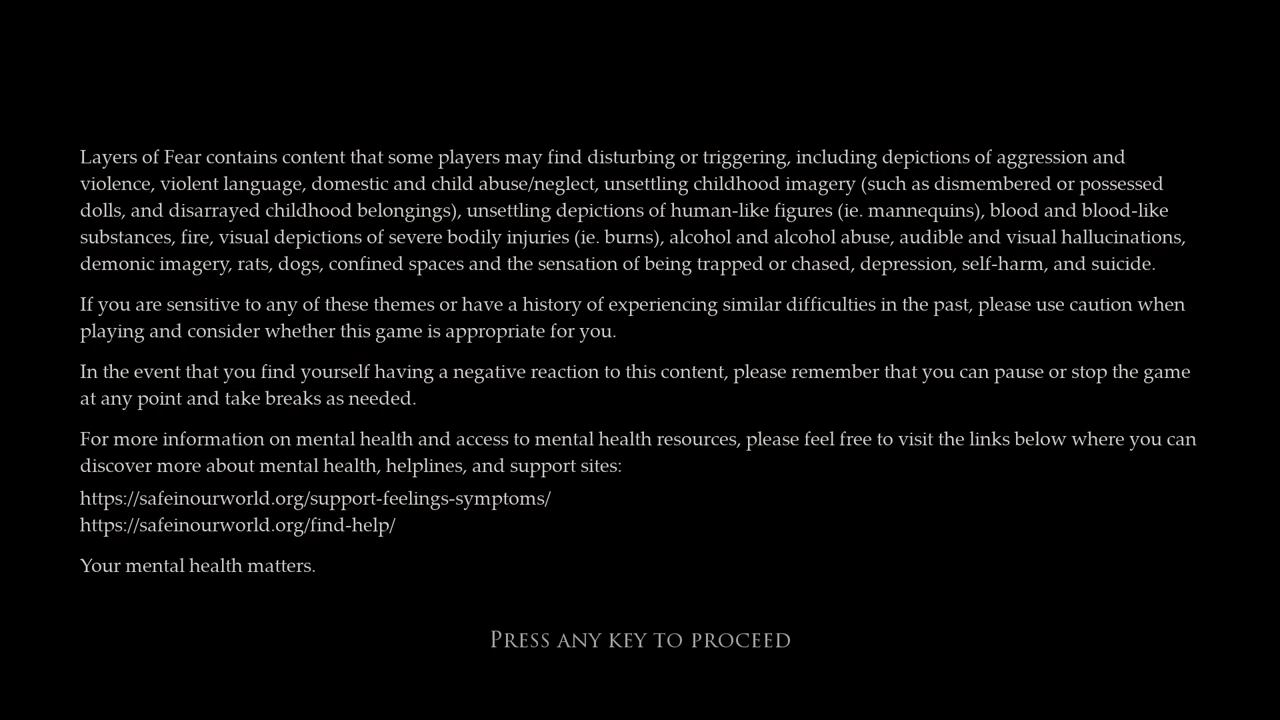 Layers of Fear contains content that some players may find disturbing or triggering, including depictions of aggression and
violence, violent language, domestic and child abuse/neglect, unsettling childhood imagery (such as dismembered or possessed
dolls, and disarrayed childhood belongings), unsettling depictions of human-like figures (ie. mannequins), blood and blood-like
substances, fire, visual depictions of severe bodily injuries (ie. burns), alcohol and alcohol abuse, audible and visual hallucinations,
demonic imagery, rats, dogs, confined spaces and the sensation of being trapped or chased, depression, self-harm, and suicide.
If you are sensitive to any of these themes or have a history of experiencing similar difficulties in the past, please use caution when
playing and consider whether this game is appropriate for you.
In the event that you find yourself having a negative reaction to this content, please remember that you can pause or stop the game
at any point and take breaks as needed.
For more information on mental health and access to mental health resources, please feel free to visit the links below where you can
discover more about mental health, helplines, and support sites:
https://safeinourworld.org/support-feelings-symptoms/
https://safeinourworld.org/find-help/
Your mental health matters.
Press any key to proceed